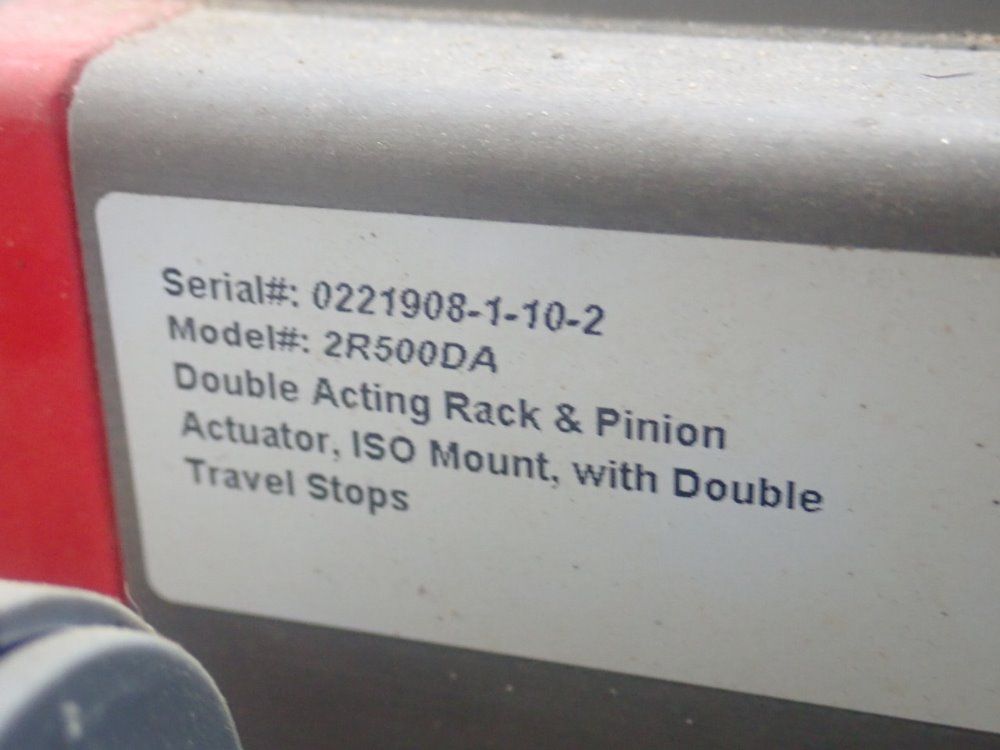 Serial#: 0221908-1-10-2
Model#: 2R500DA
Double Acting Rack & Pinion
Actuator, ISO Mount, with Double
Travel Stops